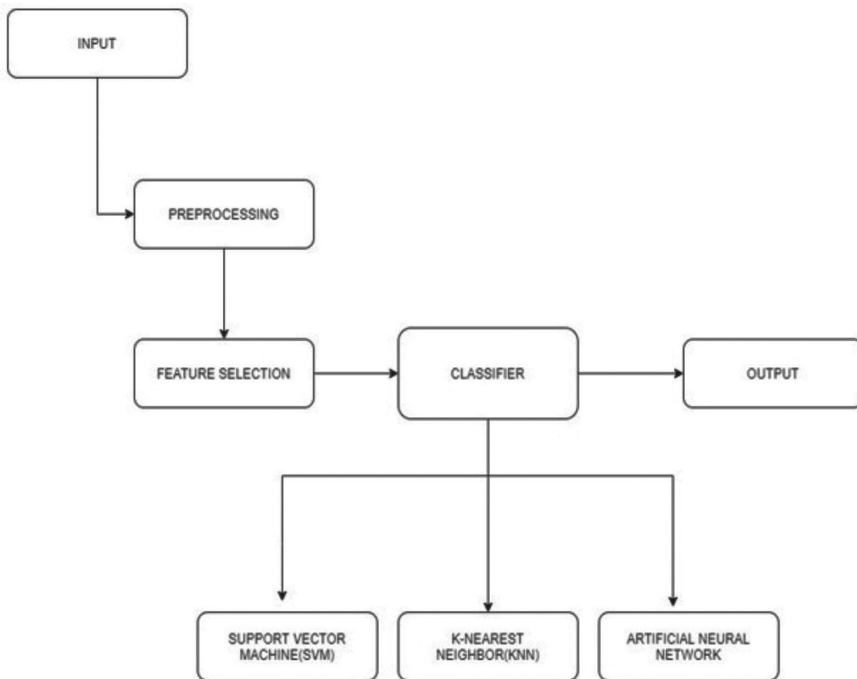 INPUT
PREPROCESSING
FEATURE SELECTION
CLASSIFIER
OUTPUT
SUPPORT VECTOR
MACHINE(SVM)
K-NEAREST
NEIGHBOR(KNN)
ARTIFICIAL NEURAL
NETWORK